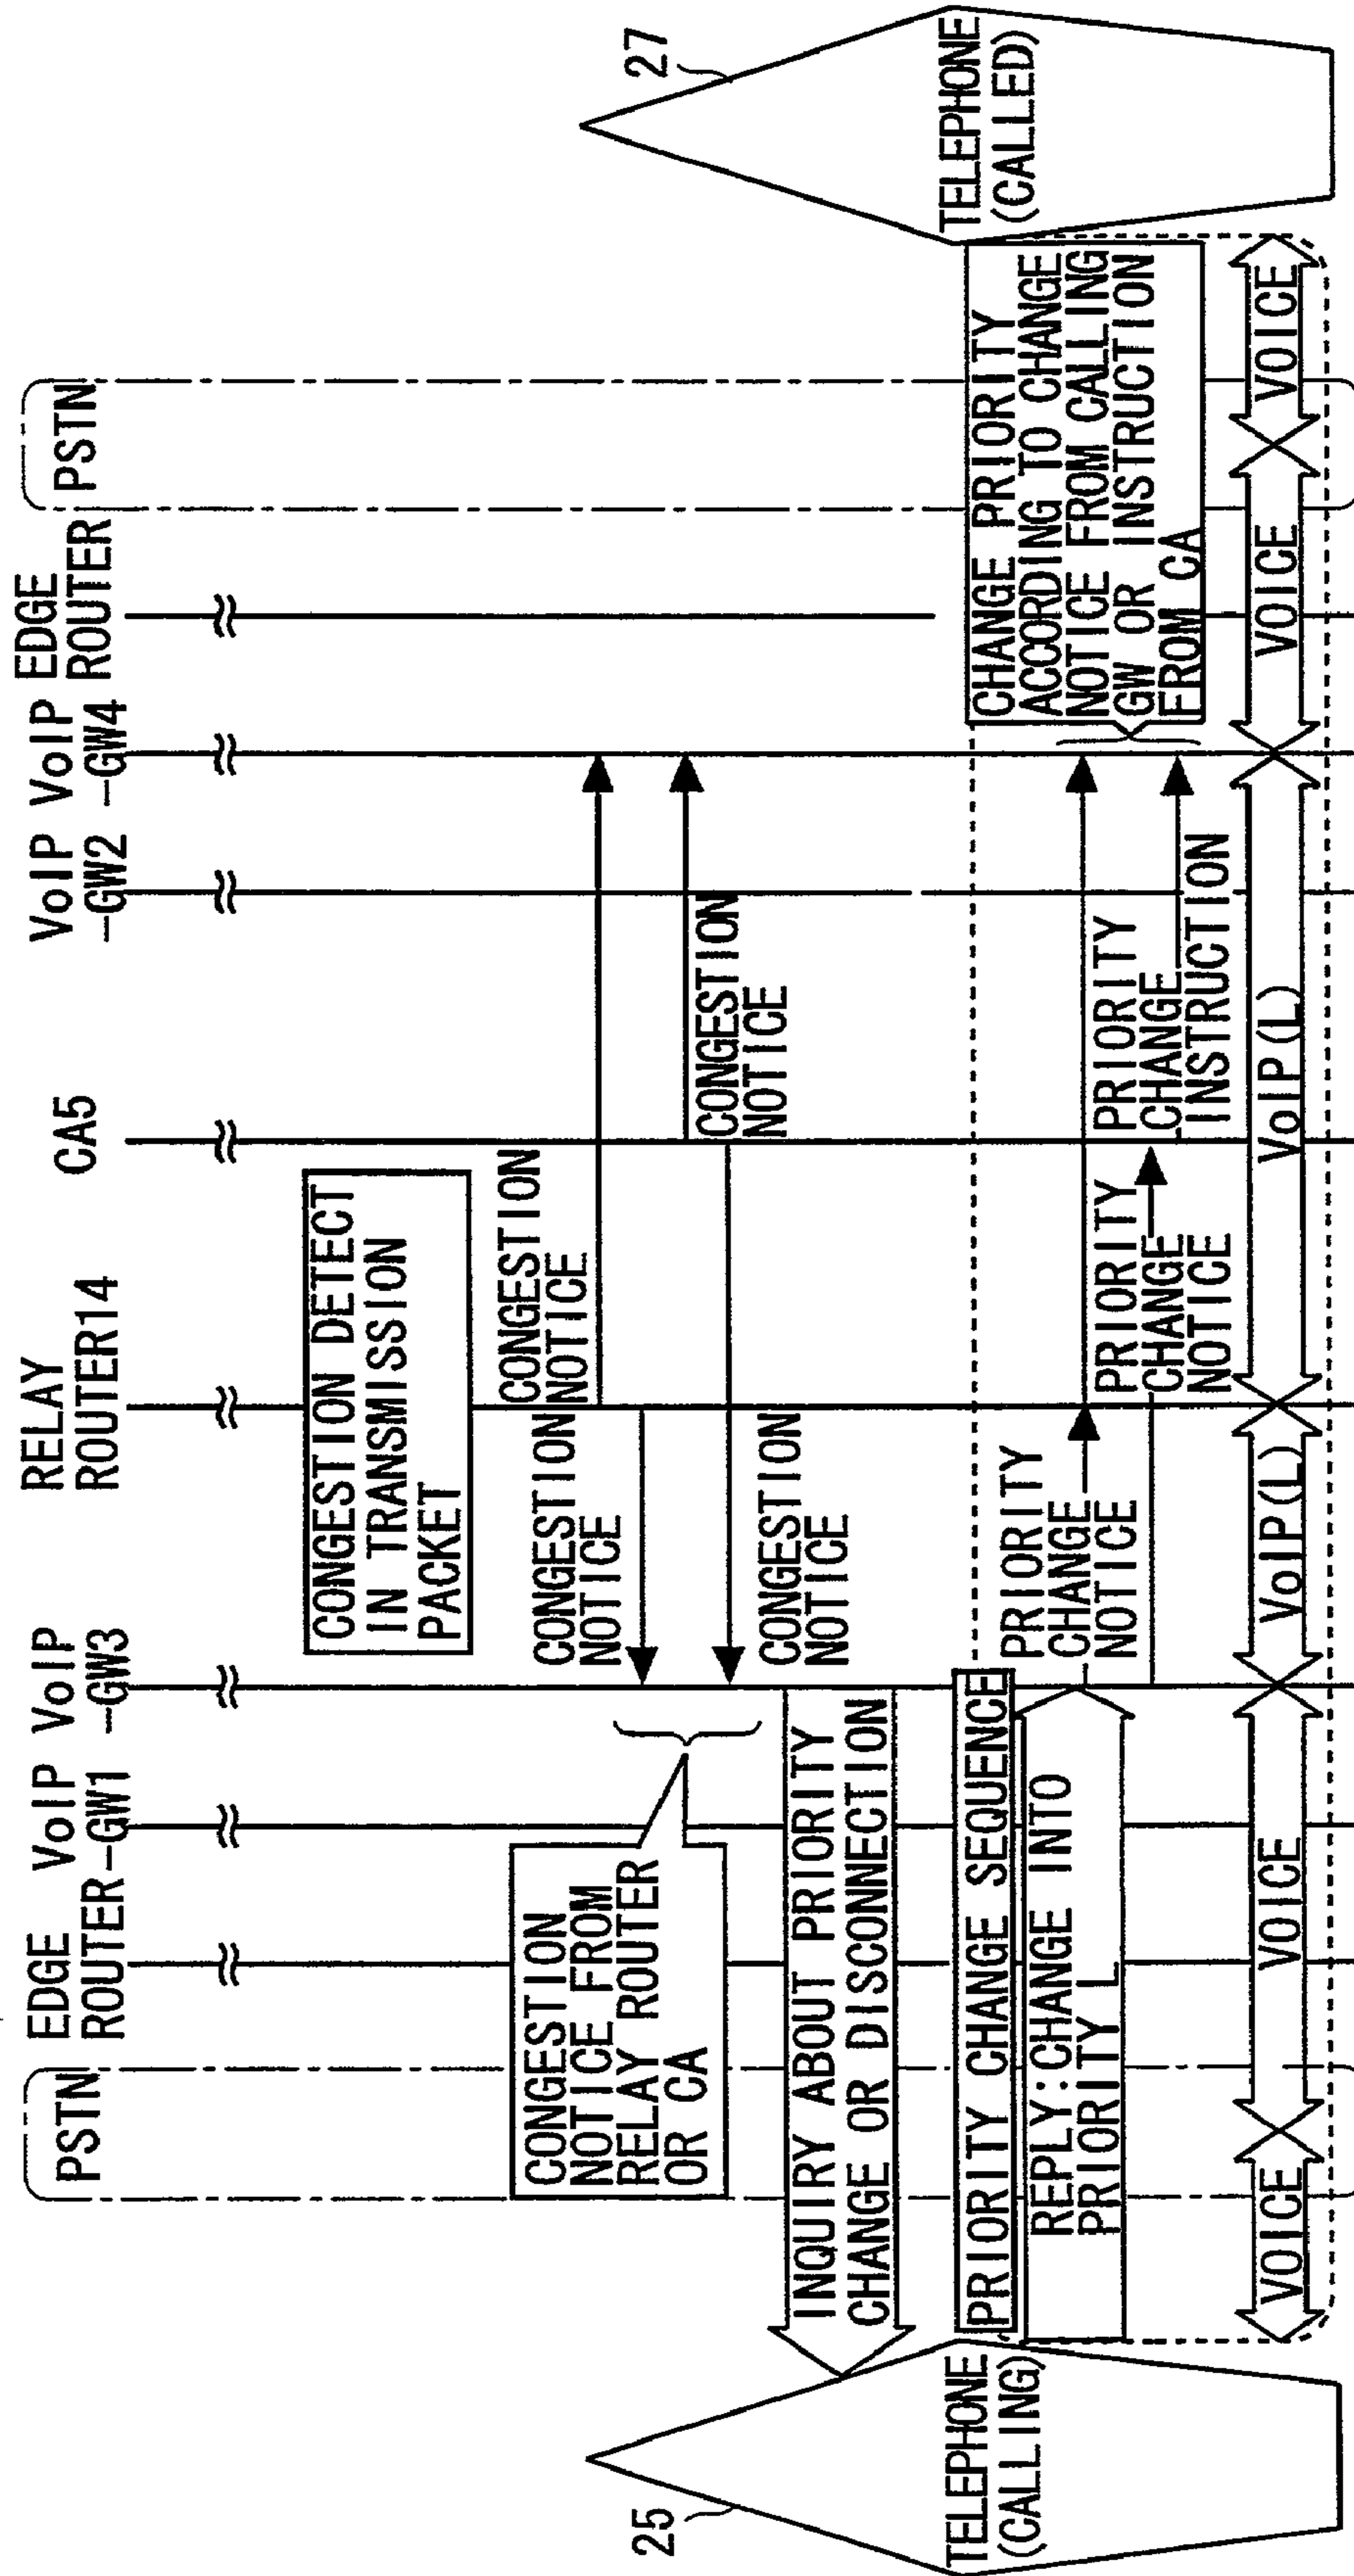 PSTN
EDGE
ROUTER
VoIP
-GW1
VoIP
-GW3
RELAY
ROUTER14
CA5
VoIP
-GW2
VoIP
-GW4
EDGE
ROUTER
PSTN
CONGESTION DETECT
IN TRANSMISSION
PACKET
CONGESTION
NOTICE
CONGESTION
NOTICE
CONGESTION
NOTICE
CONGESTION
NOTICE
CONGESTION
NOTICE FROM
RELAY ROUTER
OR CA
INQUIRY ABOUT PRIORITY
CHANGE OR DISCONNECTION
25
TELEPHONE
(CALLING)
27
TELEPHONE
(CALLED)
PRIORITY CHANGE SEQUENCE
REPLY:CHANGE INTO
PRIORITY L
PRIORITY
CHANGE
NOTICE
PRIORITY
CHANGE
NOTICE
PRIORITY
CHANGE
INSTRUCTION
CHANGE PRIORITY
ACCORDING TO CHANGE
NOTICE FROM CALLING
GW OR INSTRUCTION
FROM CA
VOICE
VOICE
VoIP(L)
VoIP(L)
VOICE
VOICE